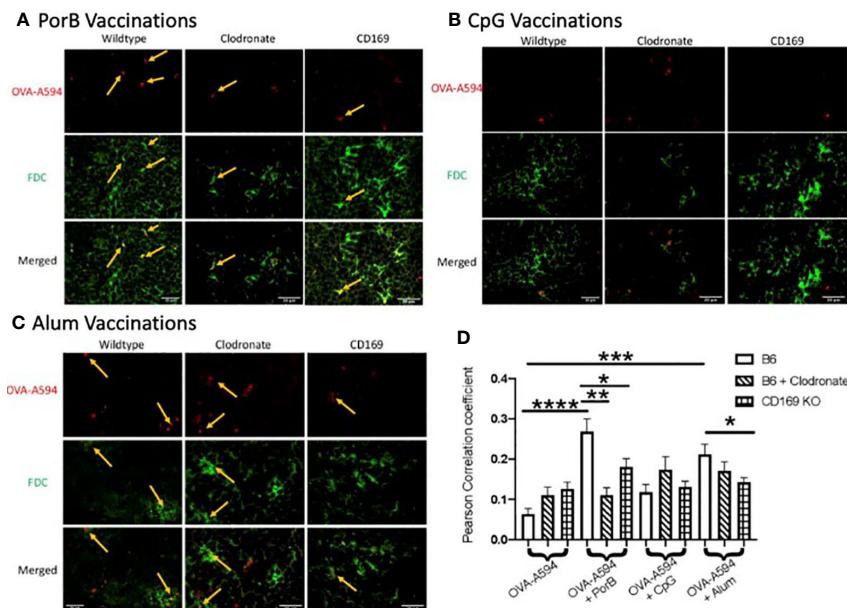 A PorB Vaccinations
Wildtype Clodronate CD169
OVA-A594
FDC
Merged
B CpG Vaccinations
Wildtype Clodronate CD169
OVA-A594
FDC
Merged
C Alum Vaccinations
Wildtype Clodronate CD169
OVA-A594
FDC
Merged
D
B6
B6 + Clodronate
CD169 KO
Pearson Correlation coefficient
0.4
0.3
0.2
0.1
0.0
***
*
**
****
*
OVA-A594
OVA-A594
+ PorB
OVA-A594
+ CpG
OVA-A594
+ Alum